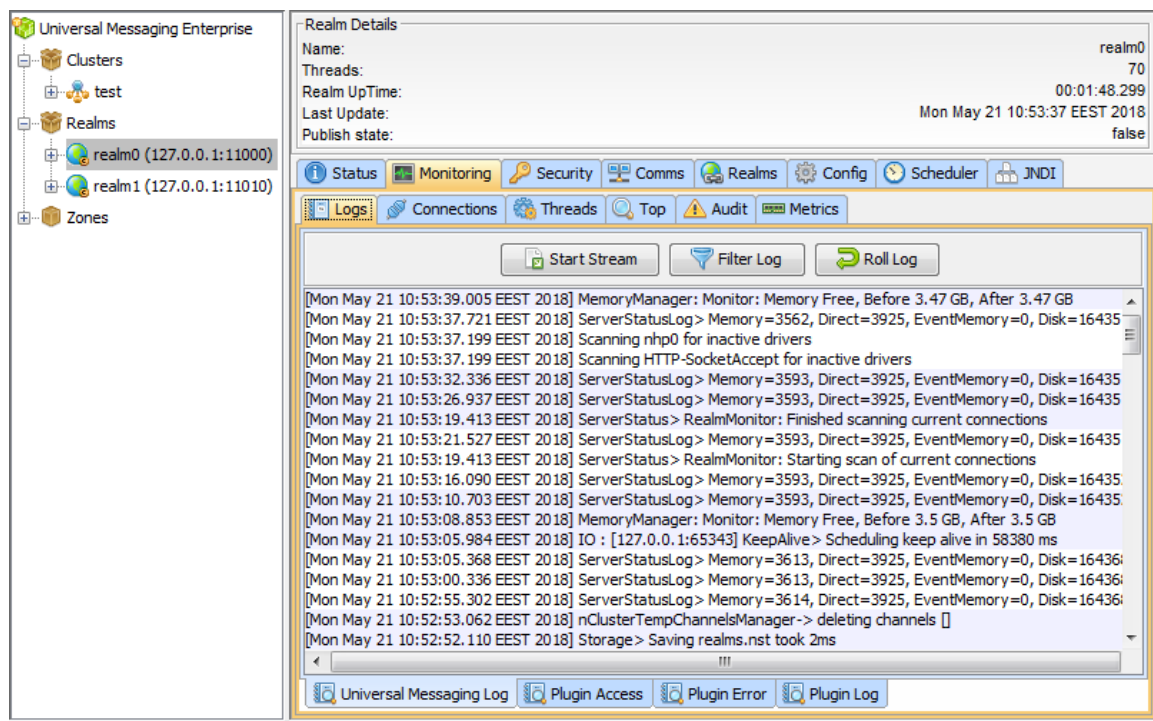 Universal Messaging Enterprise
Clusters
test
Realms
realm0 (127.0.0.1:11000)
realm1 (127.0.0.1:11010)
Zones
Realm Details
Name: realm0
Threads: 70
Realm UpTime: 00:01:48.299
Last Update: Mon May 21 10:53:37 EEST 2018
Publish state: false
Status Monitoring Security Comms Realms Config Scheduler JNDI
Logs Connections Threads Top Audit Metrics
Start Stream Filter Log Roll Log
[Mon May 21 10:53:39.005 EEST 2018] MemoryManager: Monitor: Memory Free, Before 3.47 GB, After 3.47 GB
[Mon May 21 10:53:37.721 EEST 2018] ServerStatusLog> Memory=3562, Direct=3925, EventMemory=0, Disk=16435
[Mon May 21 10:53:37.199 EEST 2018] Scanning nhp0 for inactive drivers
[Mon May 21 10:53:37.199 EEST 2018] Scanning HTTP-SocketAccept for inactive drivers
[Mon May 21 10:53:32.336 EEST 2018] ServerStatusLog> Memory=3593, Direct=3925, EventMemory=0, Disk=16435
[Mon May 21 10:53:26.937 EEST 2018] ServerStatusLog> Memory=3593, Direct=3925, EventMemory=0, Disk=16435
[Mon May 21 10:53:19.413 EEST 2018] ServerStatus> RealmMonitor: Finished scanning current connections
[Mon May 21 10:53:21.527 EEST 2018] ServerStatusLog> Memory=3593, Direct=3925, EventMemory=0, Disk=16435
[Mon May 21 10:53:19.413 EEST 2018] ServerStatus> RealmMonitor: Starting scan of current connections
[Mon May 21 10:53:16.090 EEST 2018] ServerStatusLog> Memory=3593, Direct=3925, EventMemory=0, Disk=16435
[Mon May 21 10:53:10.703 EEST 2018] ServerStatusLog> Memory=3593, Direct=3925, EventMemory=0, Disk=16435
[Mon May 21 10:53:08.853 EEST 2018] MemoryManager: Monitor: Memory Free, Before 3.5 GB, After 3.5 GB
[Mon May 21 10:53:05.984 EEST 2018] IO : [127.0.0.1:65343] KeepAlive> Scheduling keep alive in 58380 ms
[Mon May 21 10:53:05.368 EEST 2018] ServerStatusLog> Memory=3613, Direct=3925, EventMemory=0, Disk=16436
[Mon May 21 10:53:00.336 EEST 2018] ServerStatusLog> Memory=3613, Direct=3925, EventMemory=0, Disk=16436
[Mon May 21 10:52:55.302 EEST 2018] ServerStatusLog> Memory=3614, Direct=3925, EventMemory=0, Disk=16436
[Mon May 21 10:52:53.062 EEST 2018] nClusterTempChannelsManager-> deleting channels []
[Mon May 21 10:52:52.110 EEST 2018] Storage> Saving realms.nst took 2ms
Universal Messaging Log Plugin Access Plugin Error Plugin Log